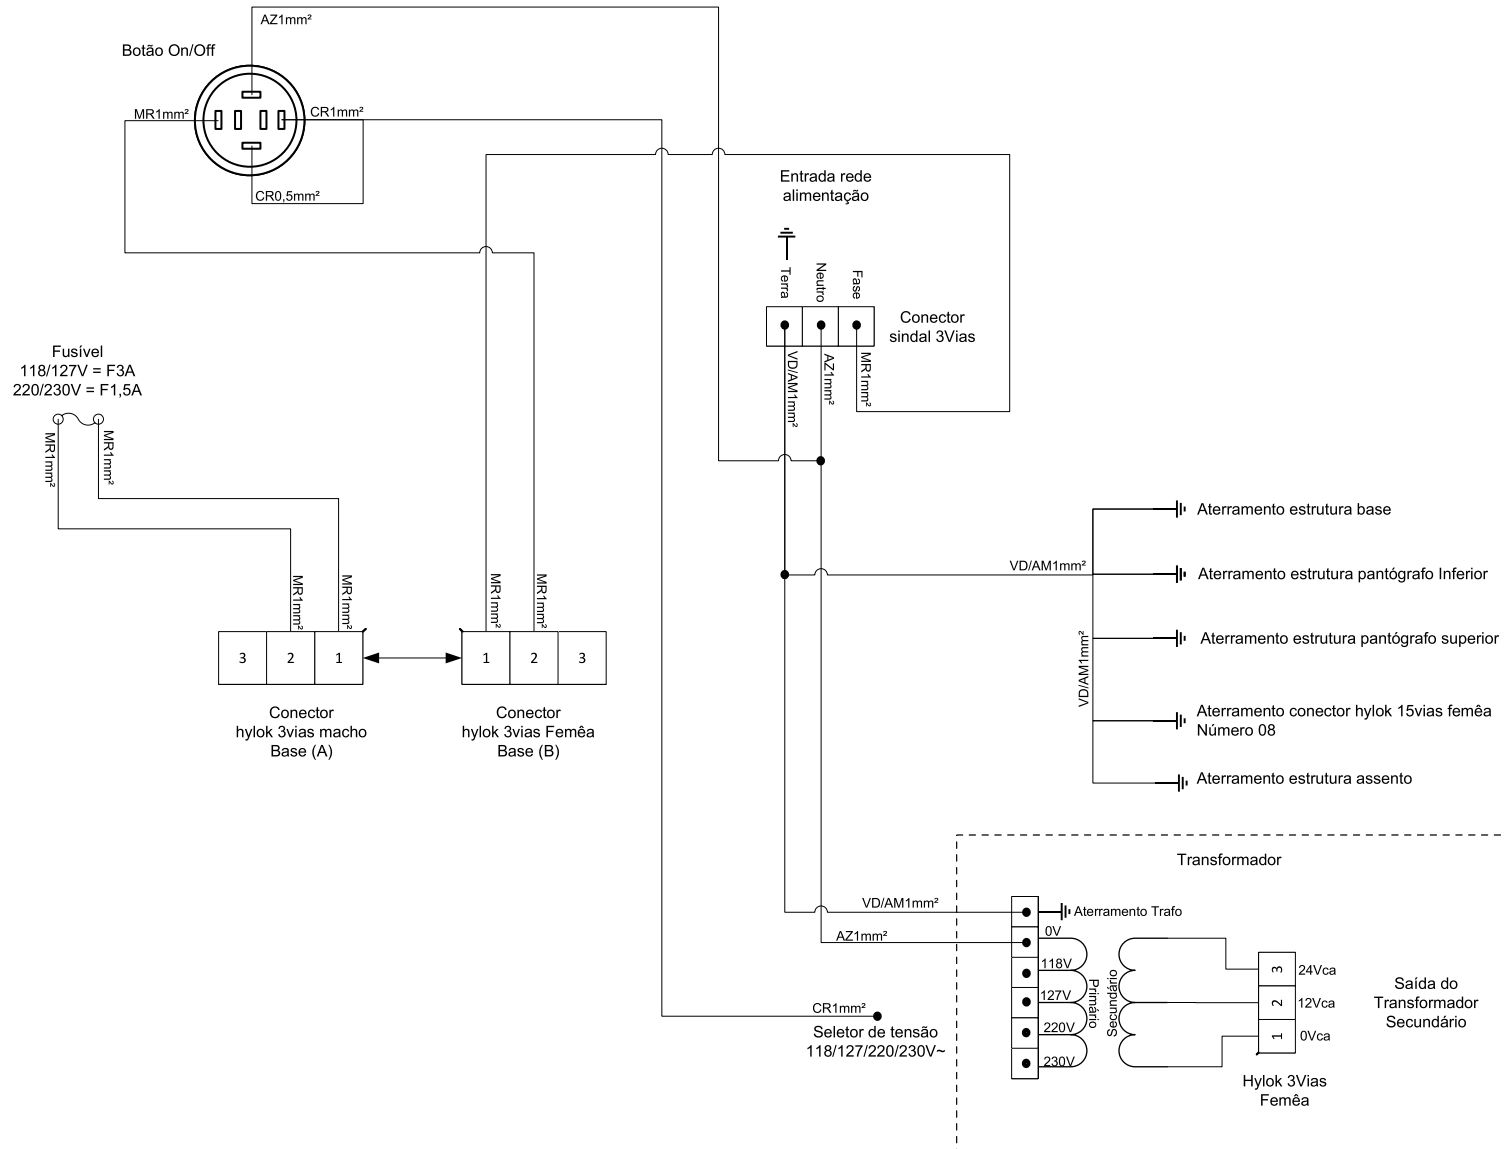 AZ1mm²
Botão On/Off
MR1mm²
CR1mm²
CR0,5mm²
Entrada rede
alimentação
Terra
Neutro
Fase
Conector
sindal 3Vias
VD/AM1mm²
AZ1mm²
MR1mm²
Fusível
118/127V = F3A
220/230V = F1,5A
MR1mm²
MR1mm²
MR1mm²
MR1mm²
MR1mm²
MR1mm²
3
2
1
1
2
3
Conector
hylok 3vias macho
Base (A)
Conector
hylok 3vias Femêa
Base (B)
VD/AM1mm²
VD/AM1mm²
Aterramento estrutura base
Aterramento estrutura pantógrafo Inferior
Aterramento estrutura pantógrafo superior
Aterramento conector hylok 15vias femêa
Número 08
Aterramento estrutura assento
Transformador
VD/AM1mm²
Aterramento Trafo
AZ1mm²
0V
118V
127V
220V
230V
Primário
Secundário
3
2
1
24Vca
12Vca
0Vca
Saída do
Transformador
Secundário
Hylok 3Vias
Femêa
CR1mm²
Seletor de tensão
118/127/220/230V~